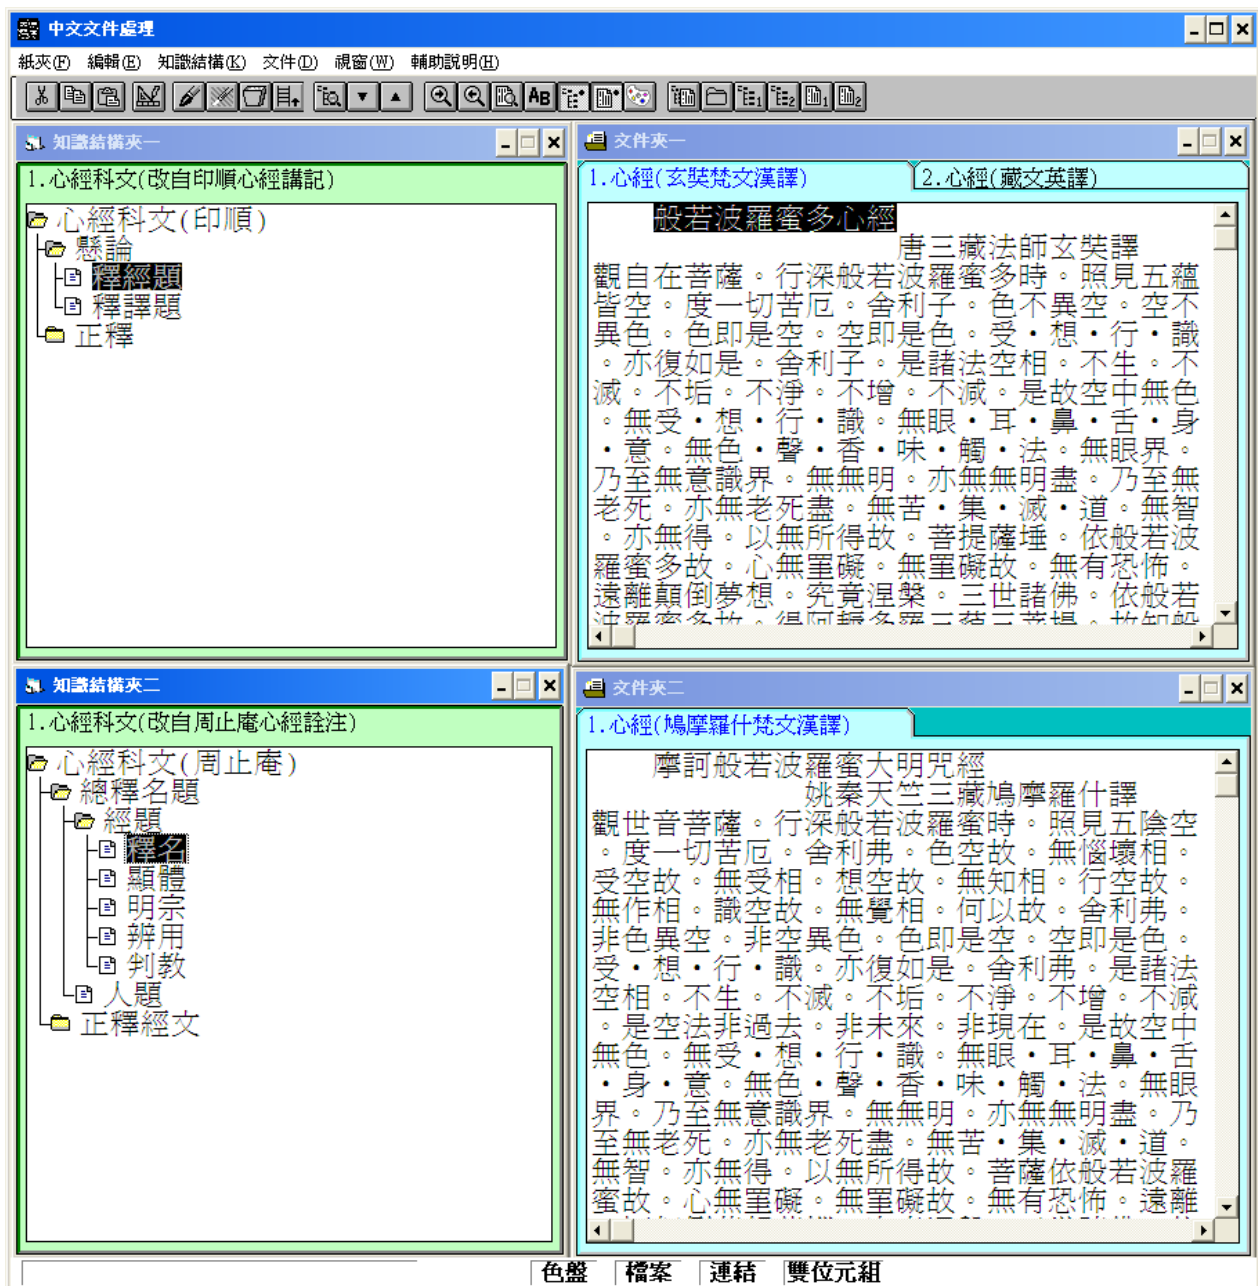 中文文件處理
紙夾(F) 編輯(E) 知識結構(K) 文件(D) 視窗(W) 輔助說明(H)
知識結構夾一
1.心經科文(改自印順心經講記)
心經科文(印順)
懸論
釋經題
釋譯題
正釋
文件夾一
1.心經(玄奘梵文漢譯) 2.心經(藏文英譯)
般若波羅蜜多心經
唐三藏法師玄奘譯
觀自在菩薩。行深般若波羅蜜多時。照見五蘊
皆空。度一切苦厄。舍利子。色不異空。空不
異色。色即是空。空即是色。受・想・行・識
。亦復如是。舍利子。是諸法空相。不生。不
滅。不垢。不淨。不增。不減。是故空中無色
。無受・想・行・識。無眼・耳・鼻・舌・身
・意。無色・聲・香・味・觸・法。無眼界。
乃至無意識界。無無明。亦無無明盡。乃至無
老死。亦無老死盡。無苦・集・滅・道。無智
。亦無得。以無所得故。菩提薩埵。依般若波
羅蜜多故。心無罣礙。無罣礙故。無有恐怖。
遠離顛倒夢想。究竟涅槃。三世諸佛。依般若
波羅蜜多故。得阿耨多羅三藐三菩提。故知般
知識結構夾二
1.心經科文(改自周止庵心經詮注)
心經科文(周止庵)
總釋名題
經題
釋名
顯體
明宗
辨用
判教
人題
正釋經文
文件夾二
1.心經(鳩摩羅什梵文漢譯)
摩訶般若波羅蜜大明咒經
姚秦天竺三藏鳩摩羅什譯
觀世音菩薩。行深般若波羅蜜時。照見五陰空
。度一切苦厄。舍利弗。色空故。無惱壞相。
受空故。無受相。想空故。無知相。行空故。
無作相。識空故。無覺相。何以故。舍利弗。
非色異空。非空異色。色即是空。空即是色。
受・想・行・識。亦復如是。舍利弗。是諸法
空相。不生。不滅。不垢。不淨。不增。不減
。是空法非過去。非未來。非現在。是故空中
無色。無受・想・行・識。無眼・耳・鼻・舌
・身・意。無色・聲・香・味・觸・法。無眼
界。乃至無意識界。無無明。亦無無明盡。乃
至無老死。亦無老死盡。無苦・集・滅・道。
無智。亦無得。以無所得故。菩薩依般若波羅
蜜故。心無罣礙。無罣礙故。無有恐怖。遠離
色盤 檔案 連結 雙位元組